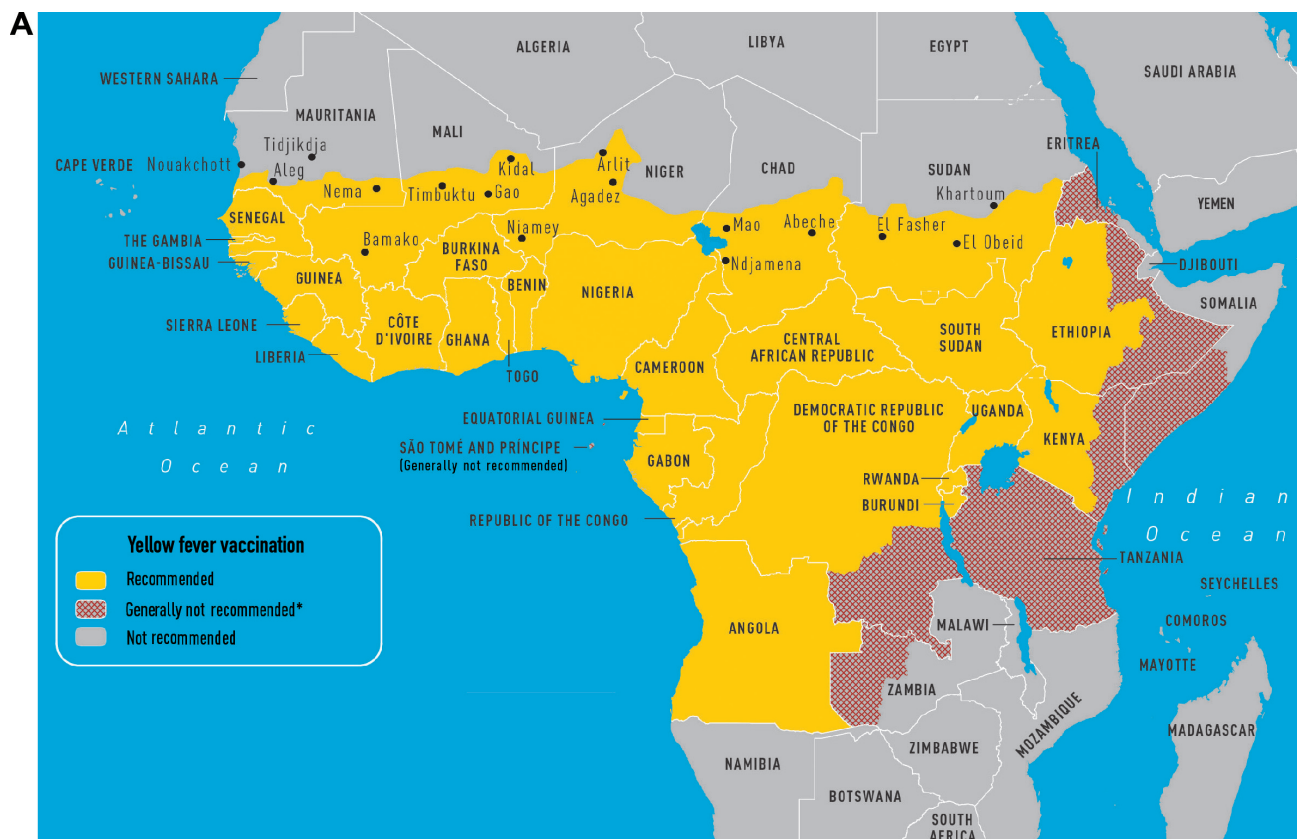 A
ALGERIA
LIBYA
EGYPT
SAUDI ARABIA
WESTERN SAHARA
MAURITANIA
MALI
NIGER
CHAD
SUDAN
ERITREA
YEMEN
CAPE VERDE
Nouakchott
Tidjikdja
Aleg
Nema
Timbuktu
Kidal
Gao
Arlit
Agadez
Khartoum
Mao
Abeche
El Fasher
El Obeid
Ndjamena
Niamey
Bamako
SENEGAL
THE GAMBIA
GUINEA-BISSAU
GUINEA
SIERRA LEONE
LIBERIA
CÔTE
D'IVOIRE
BURKINA
FASO
GHANA
TOGO
BENIN
NIGERIA
CAMEROON
CENTRAL
AFRICAN REPUBLIC
SOUTH
SUDAN
ETHIOPIA
DJIBOUTI
SOMALIA
EQUATORIAL GUINEA
SÃO TOMÉ AND PRÍNCIPE
(Generally not recommended)
GABON
REPUBLIC OF THE CONGO
DEMOCRATIC REPUBLIC
OF THE CONGO
UGANDA
KENYA
RWANDA
BURUNDI
TANZANIA
Atlantic
Ocean
Indian
Ocean
SEYCHELLES
COMOROS
MAYOTTE
MADAGASCAR
ANGOLA
MALAWI
ZAMBIA
MOZAMBIQUE
ZIMBABWE
NAMIBIA
BOTSWANA
SOUTH
AFRICA
Yellow fever vaccination
Recommended
Generally not recommended*
Not recommended